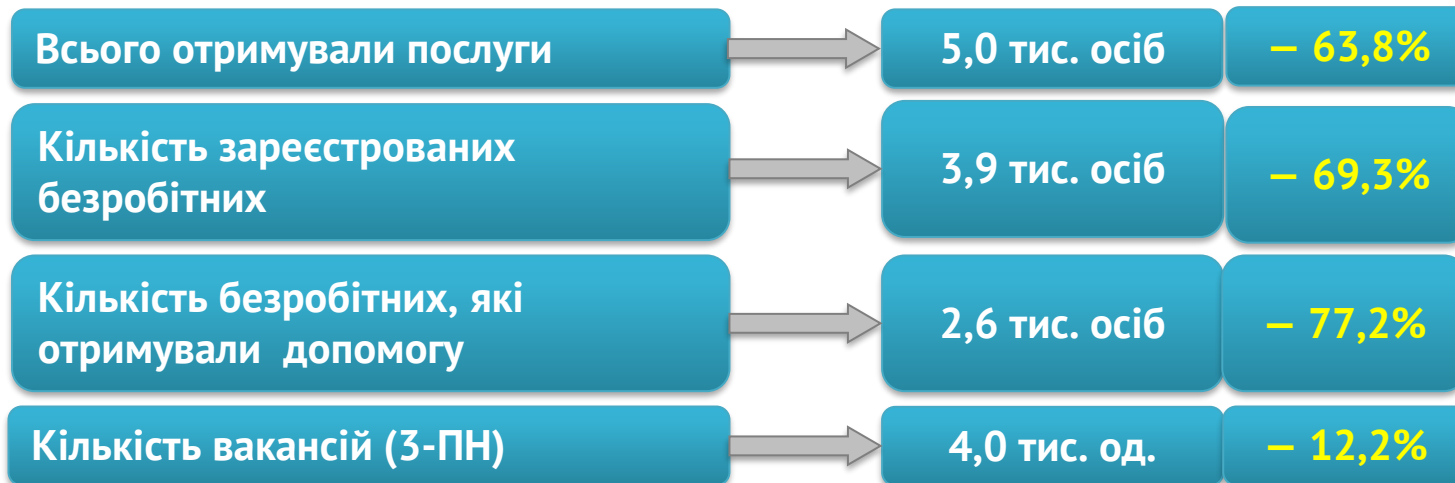 Всього отримували послуги
5,0 тис. осіб
– 63,8%
Кількість зареєстрованих
безробітних
3,9 тис. осіб
– 69,3%
Кількість безробітних, які
отримували допомогу
2,6 тис. осіб
– 77,2%
Кількість вакансій (3-ПН)
4,0 тис. од.
– 12,2%